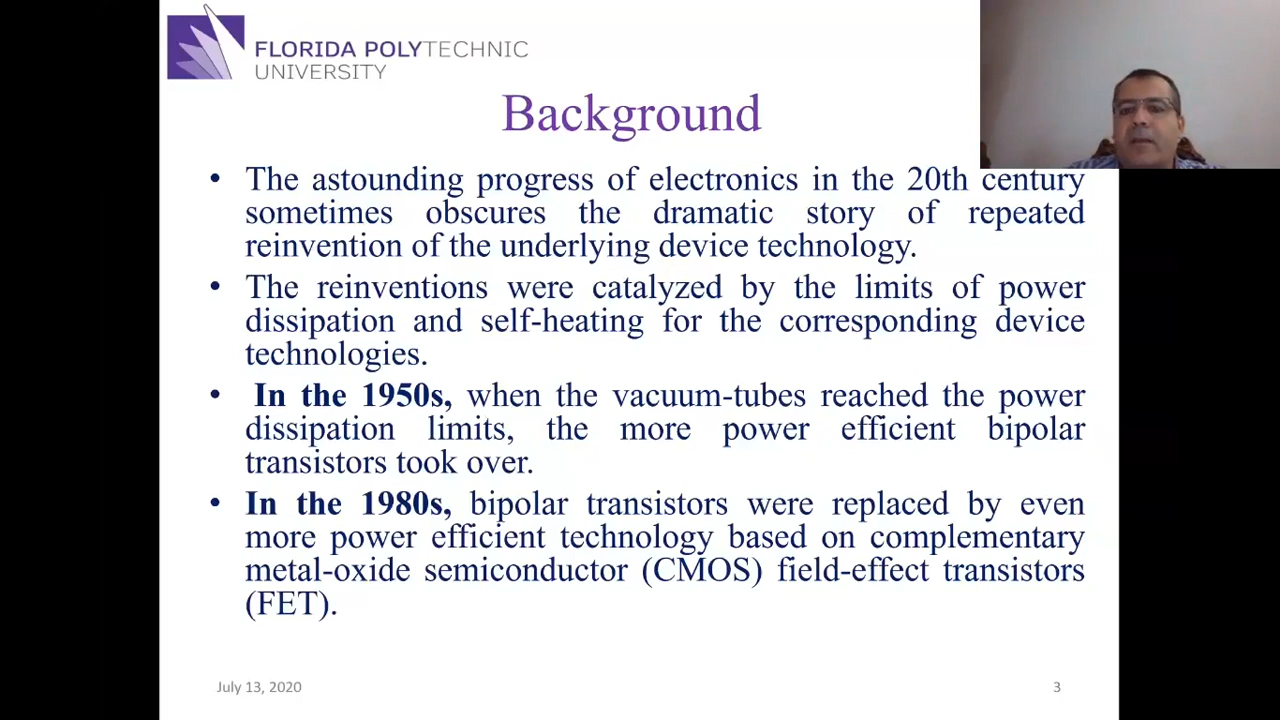 FLORIDA POLYTECHNIC
UNIVERSITY
Background
• The astounding progress of electronics in the 20th century
sometimes obscures the dramatic story of repeated
reinvention of the underlying device technology.
• The reinventions were catalyzed by the limits of power
dissipation and self-heating for the corresponding device
technologies.
• In the 1950s, when the vacuum-tubes reached the power
dissipation limits, the more power efficient bipolar
transistors took over.
• In the 1980s, bipolar transistors were replaced by even
more power efficient technology based on complementary
metal-oxide semiconductor (CMOS) field-effect transistors
(FET).
July 13, 2020
3